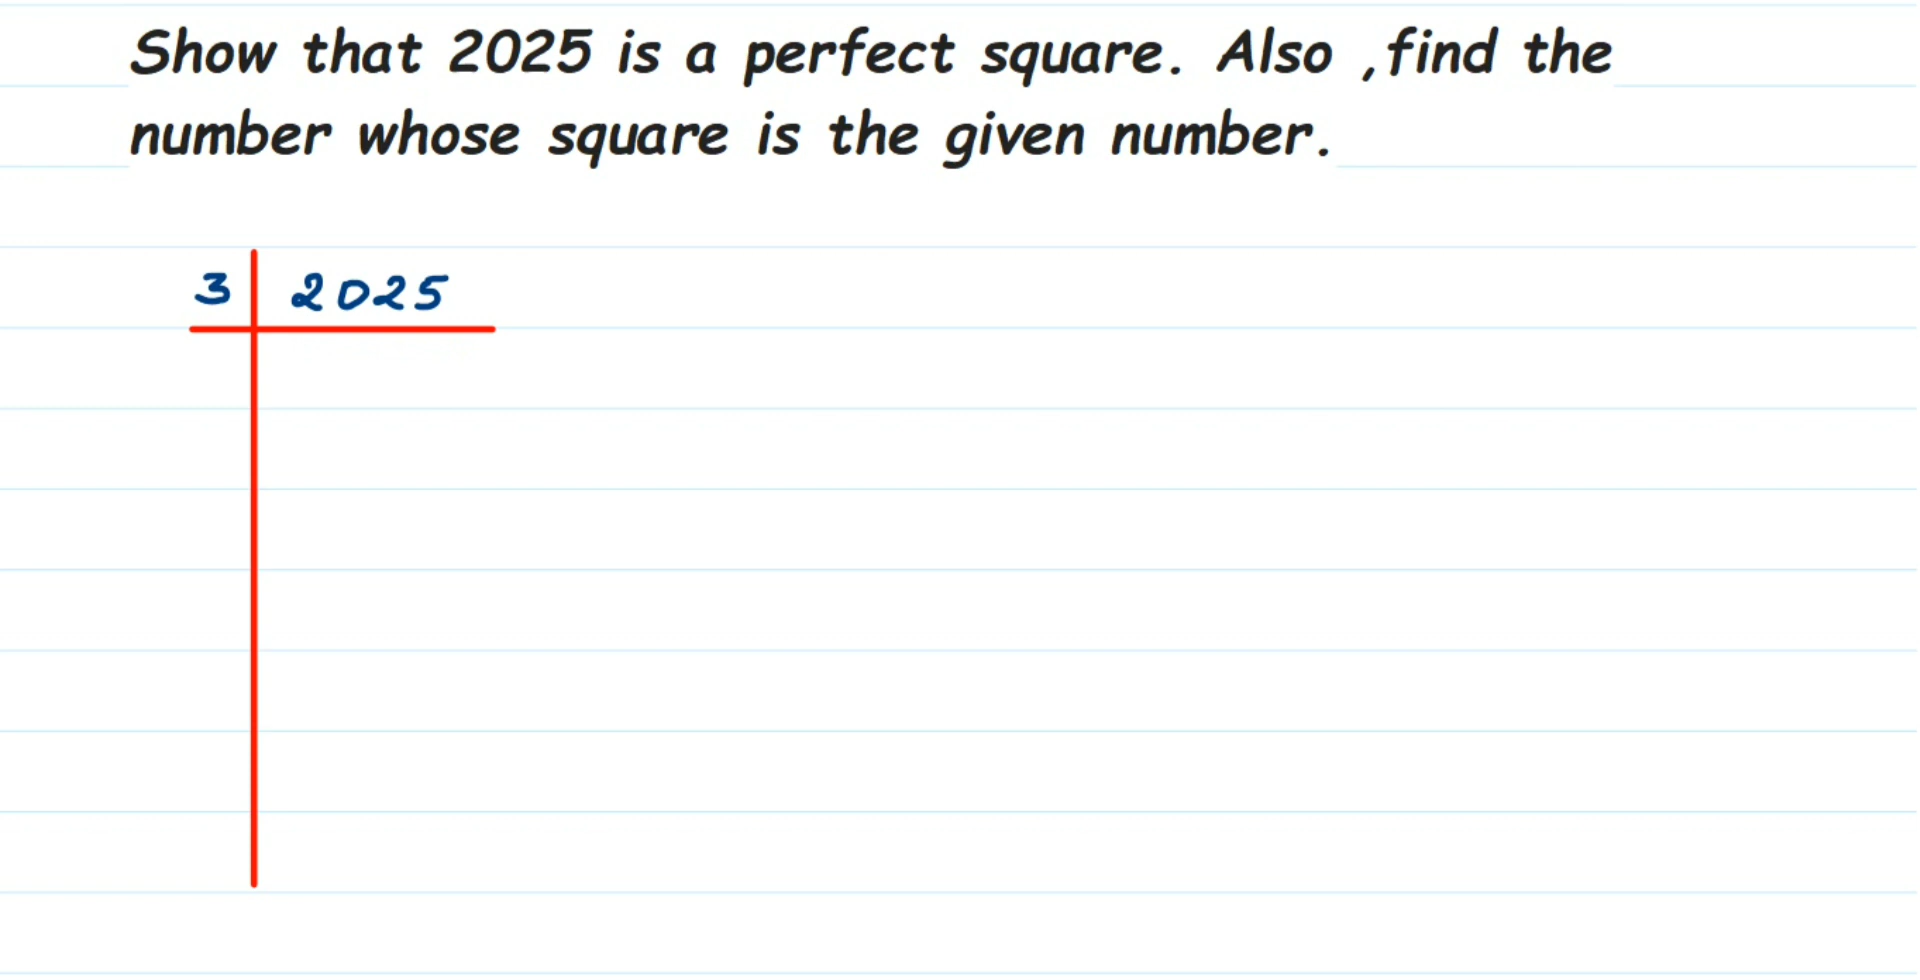 Show that 2025 is a perfect square. Also ,find the
number whose square is the given number.
3 2025